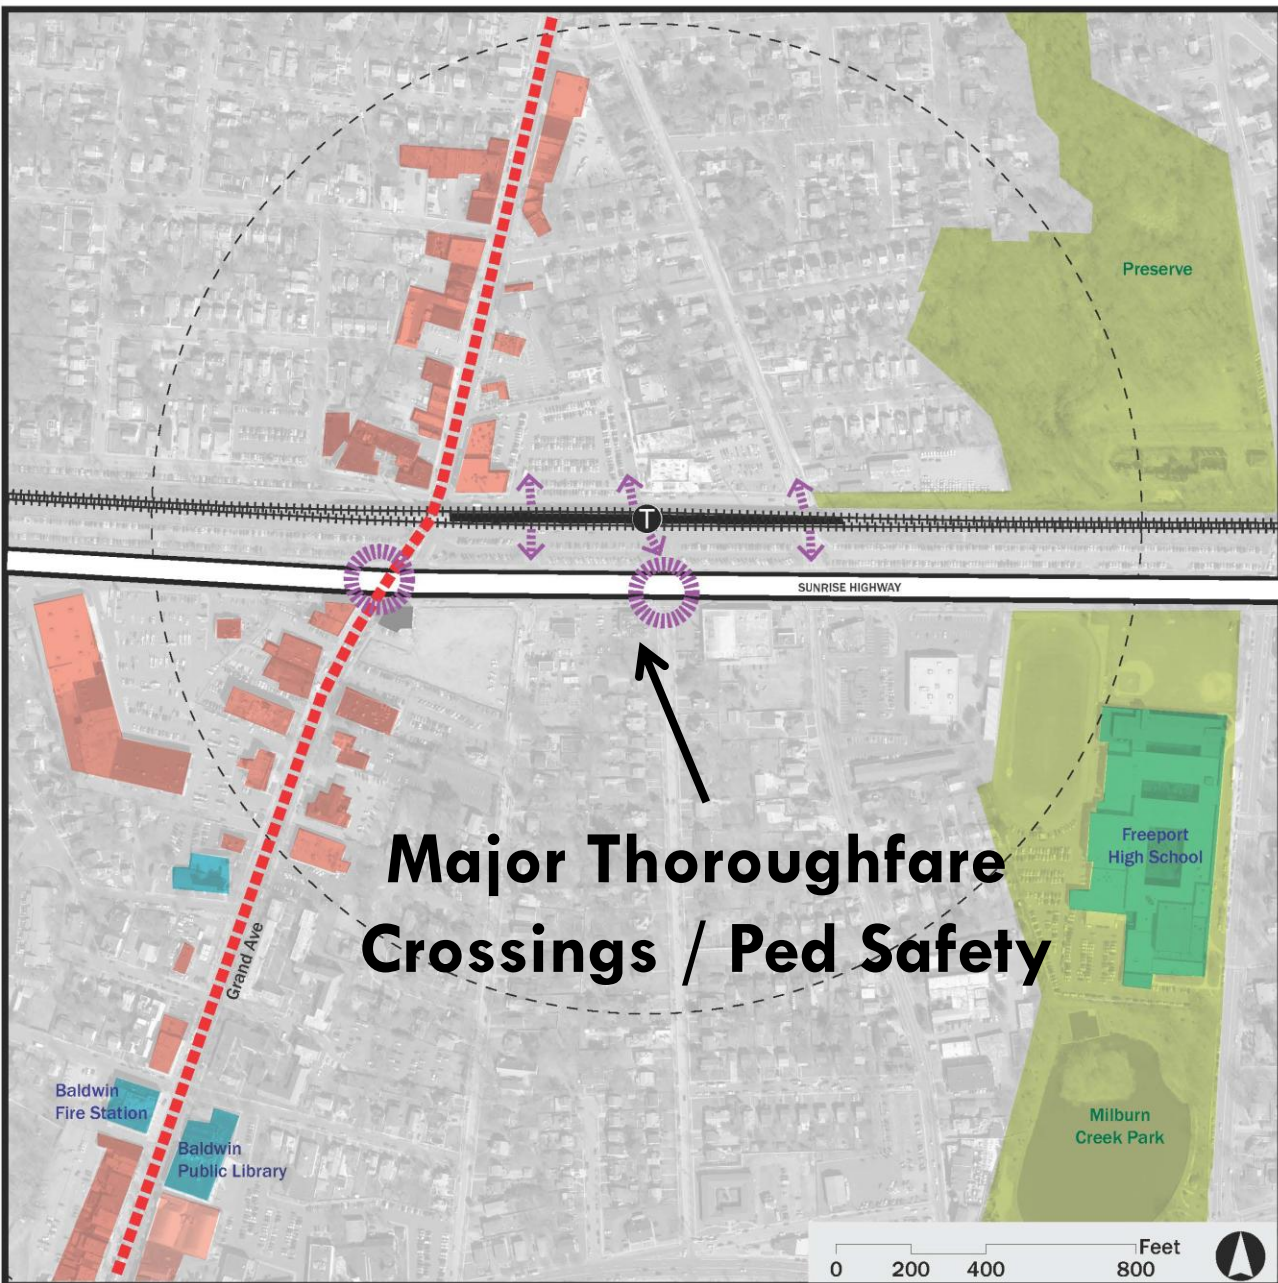 Preserve
T
SUNRISE HIGHWAY
Major Thoroughfare
Crossings / Ped Safety
Freeport
High School
Grand Ave
Baldwin
Fire Station
Baldwin
Public Library
Milburn
Creek Park
Feet
0 200 400 800